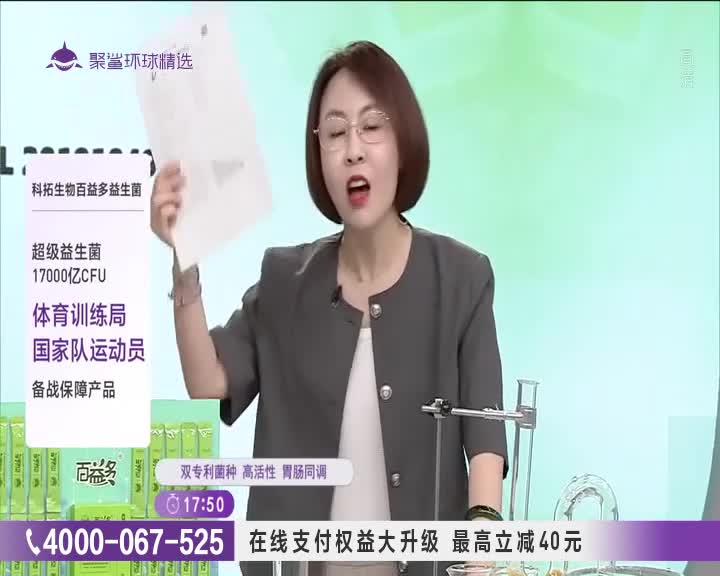 聚鲨环球精选
科拓生物百益多益生菌
超级益生菌
17000亿CFU
体育训练局
国家队运动员
备战保障产品
百益多
双专利菌种 高活性 胃肠同调
17:50
4000-067-525
在线支付权益大升级 最高立减40元